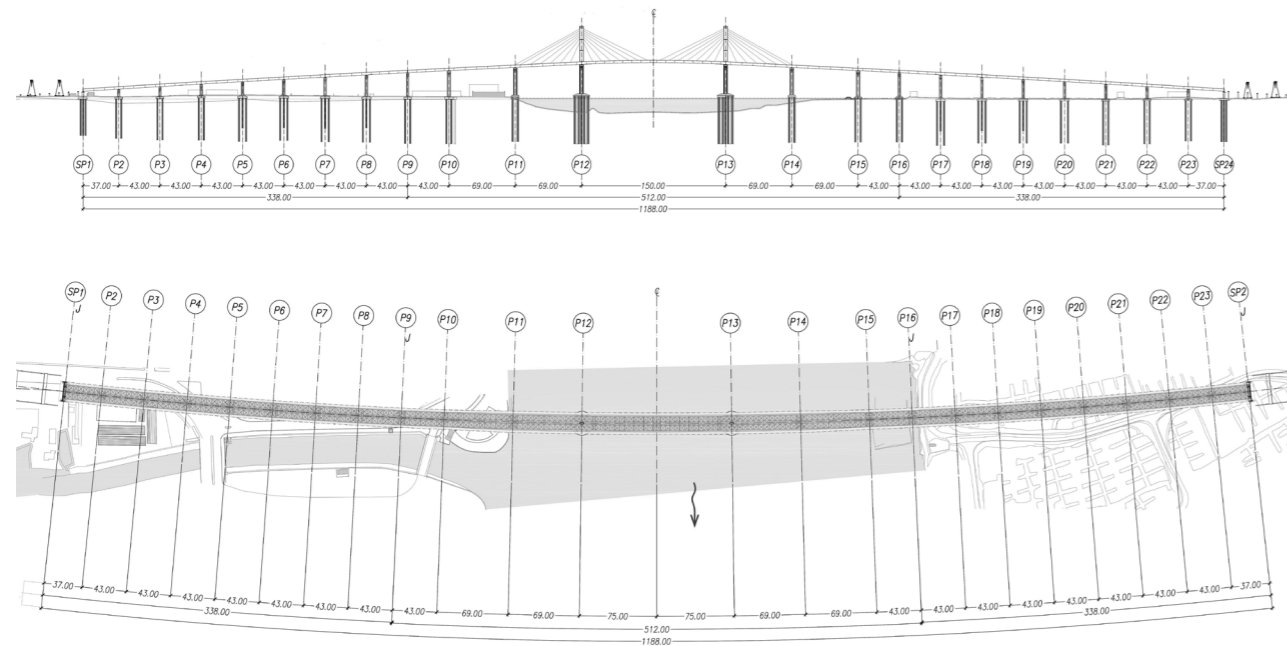 ℄
SP1 P2 P3 P4 P5 P6 P7 P8 P9 P10 P11 P12 P13 P14 P15 P16 P17 P18 P19 P20 P21 P22 P23 SP24
37.00 43.00 43.00 43.00 43.00 43.00 43.00 43.00 43.00 69.00 69.00 150.00 69.00 69.00 43.00 43.00 43.00 43.00 43.00 43.00 43.00 43.00 37.00
338.00 512.00 338.00
1188.00
℄
SP1 P2 P3 P4 P5 P6 P7 P8 P9 P10 P11 P12 P13 P14 P15 P16 P17 P18 P19 P20 P21 P22 P23 SP2
J J J J
37.00 43.00 43.00 43.00 43.00 43.00 43.00 43.00 43.00 69.00 69.00 75.00 75.00 69.00 69.00 43.00 43.00 43.00 43.00 43.00 43.00 43.00 43.00 37.00
338.00 512.00 338.00
1188.00